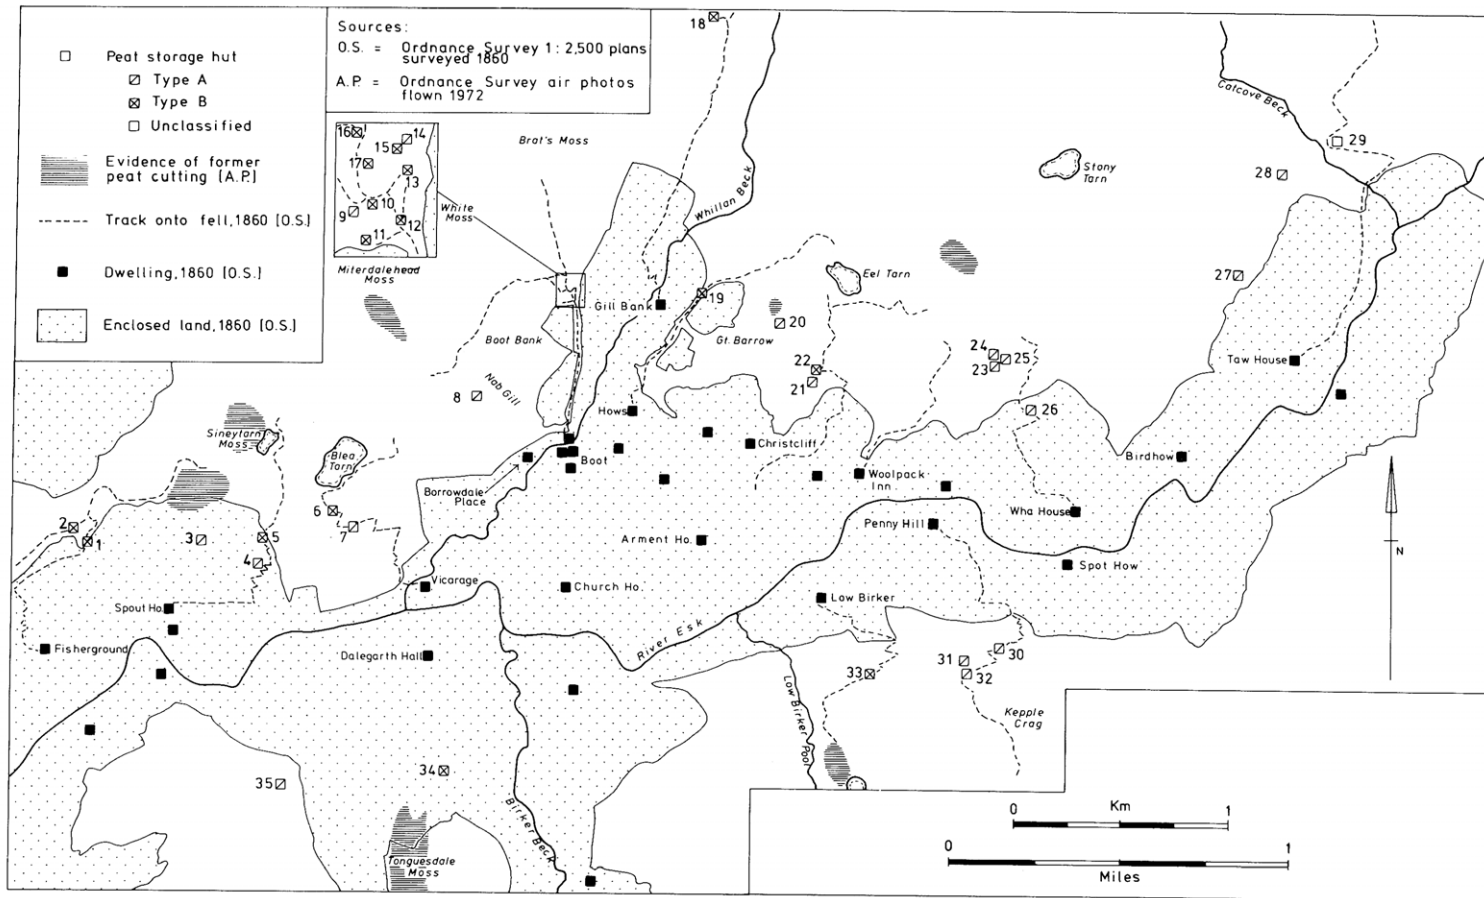 Peat storage hut
Type A
Type B
Unclassified
Evidence of former
peat cutting [A.P.]
Track onto fell, 1860 [O.S.]
Dwelling, 1860 [O.S.]
Enclosed land, 1860 [O.S.]
Sources:
O.S. = Ordnance Survey 1 : 2,500 plans
surveyed 1860
A.P. = Ordnance Survey air photos
flown 1972
18
16
14
15
17
13
10
9
12
11
Brat's Moss
White
Moss
Miterdalehead
Moss
Whillan Beck
Catcove Beck
29
28
Stony
Tarn
Eel Tarn
27
19
Gill Bank
20
Gt. Barrow
Boot Bank
Nab Gill
8
22
21
24
25
23
26
Taw House
Hows
Christcliff
Boot
Borrowdale
Place
Woolpack
Inn
Birdhow
Wha House
Penny Hill
Spot How
Sineytarn
Moss
Blea
Tarn
2
1
3
5
4
6
7
Arment Ho.
Vicarage
Church Ho.
Low Birker
Spout Ho.
Fisherground
Dalegarth Hall
River Esk
N
31
30
32
33
Low Birker Pool
Kepple
Crag
34
35
Birker Beck
Tonguesdale
Moss
0 Km 1
0 1
Miles